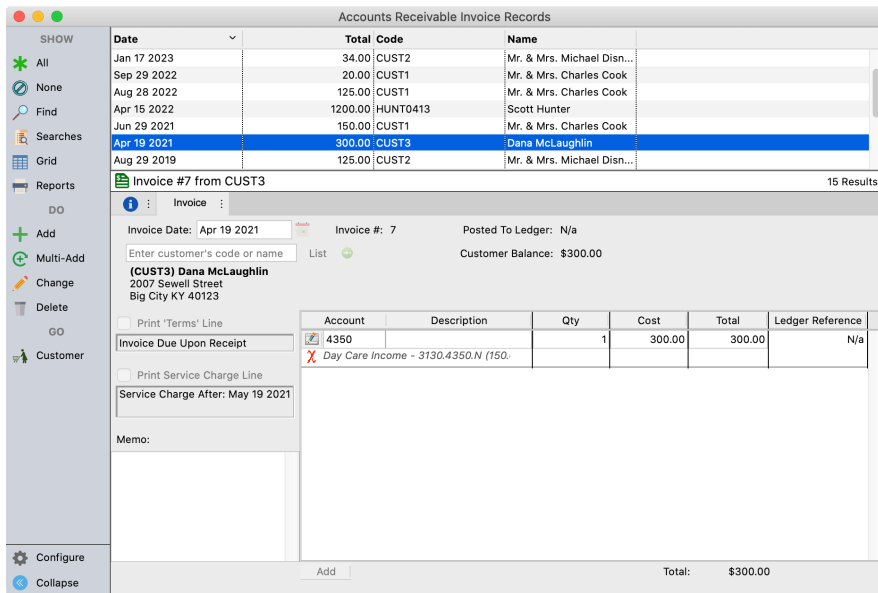 Accounts Receivable Invoice Records
SHOW
All
None
Find
Searches
Grid
Reports
DO
Add
Multi-Add
Change
Delete
GO
Customer
Configure
Collapse
Date Total Code Name
Jan 17 2023 34.00 CUST2 Mr. & Mrs. Michael Disn...
Sep 29 2022 20.00 CUST1 Mr. & Mrs. Charles Cook
Aug 28 2022 125.00 CUST1 Mr. & Mrs. Charles Cook
Apr 15 2022 1200.00 HUNT0413 Scott Hunter
Jun 29 2021 150.00 CUST1 Mr. & Mrs. Charles Cook
Apr 19 2021 300.00 CUST3 Dana McLaughlin
Aug 29 2019 125.00 CUST2 Mr. & Mrs. Michael Disn...
Invoice #7 from CUST3 15 Results
Invoice
Invoice Date: Apr 19 2021 Invoice #: 7 Posted To Ledger: N/a
Enter customer's code or name List Customer Balance: $300.00
(CUST3) Dana McLaughlin
2007 Sewell Street
Big City KY 40123
Print 'Terms' Line
Invoice Due Upon Receipt
Print Service Charge Line
Service Charge After: May 19 2021
Memo:
Account Description Qty Cost Total Ledger Reference
4350 1 300.00 300.00 N/a
Day Care Income - 3130.4350.N (150.
Add Total: $300.00